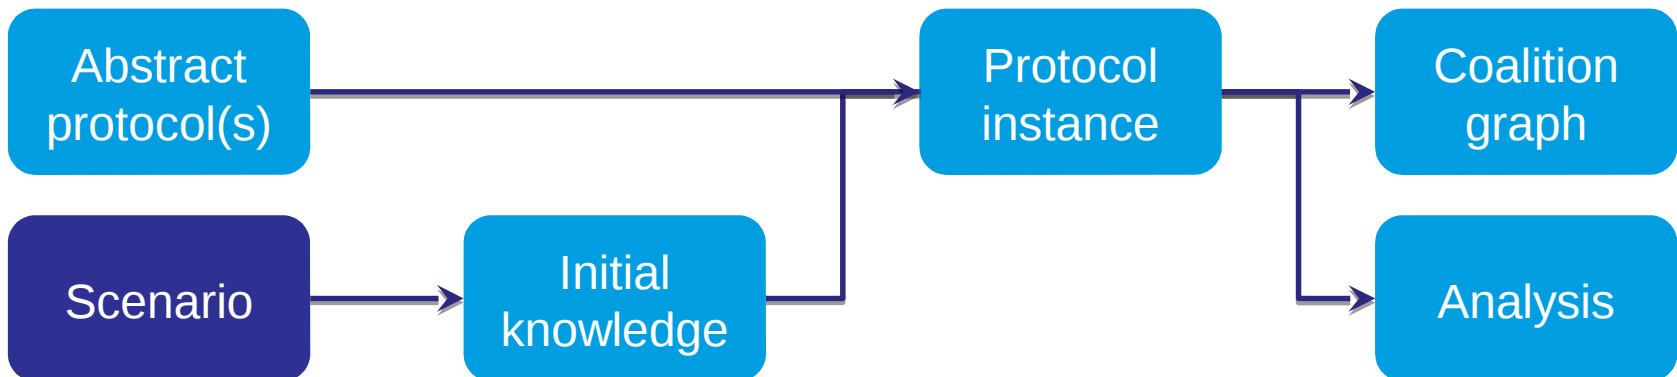 Abstract
protocol(s)
Protocol
instance
Coalition
graph
Scenario
Initial
knowledge
Analysis